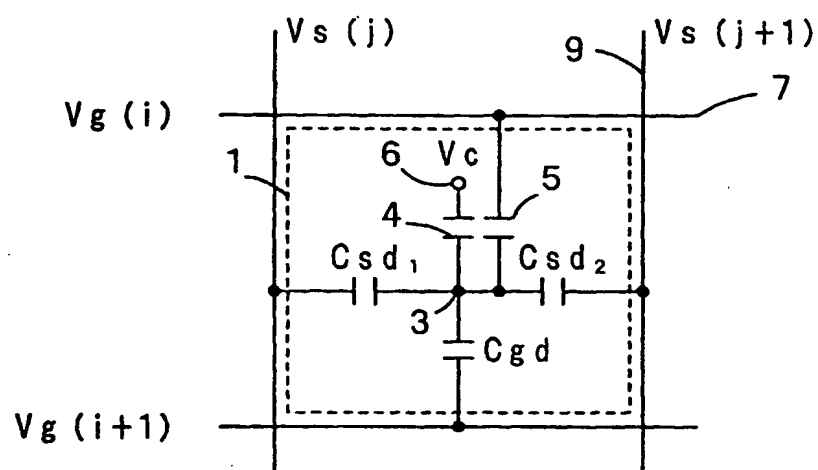 Vs (j)
Vs (j+1)
9
7
Vg (i)
6
Vc
1
5
4
Csd₁
Csd₂
3
Cgd
Vg (i+1)